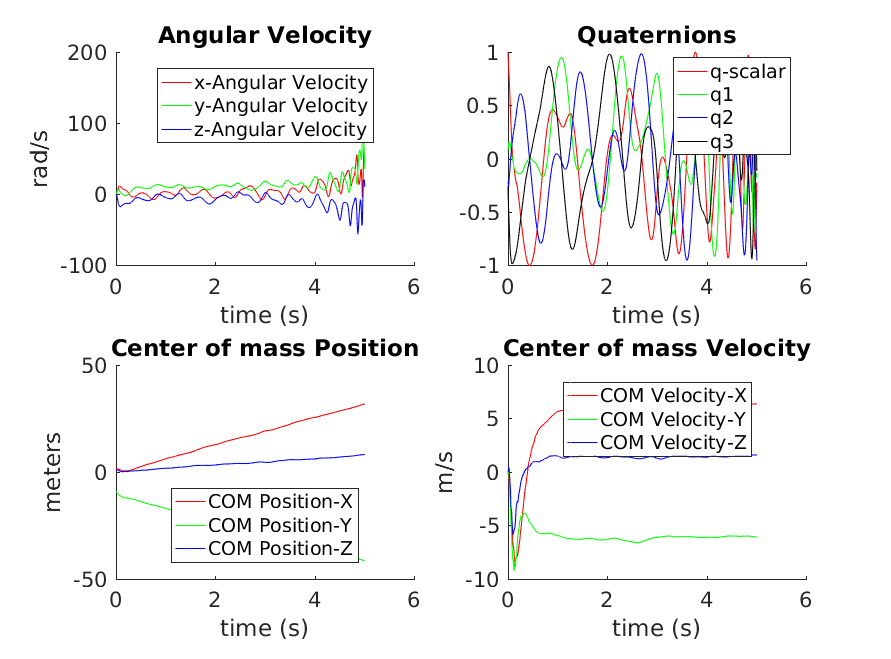 Angular Velocity
200
100
0
-100
rad/s
x-Angular Velocity
y-Angular Velocity
z-Angular Velocity
0
2
4
6
time (s)
Quaternions
1
0.5
0
-0.5
-1
q-scalar
q1
q2
q3
0
2
4
6
time (s)
Center of mass Position
50
0
-50
meters
COM Position-X
COM Position-Y
COM Position-Z
0
2
4
6
time (s)
Center of mass Velocity
10
5
0
-5
-10
m/s
COM Velocity-X
COM Velocity-Y
COM Velocity-Z
0
2
4
6
time (s)